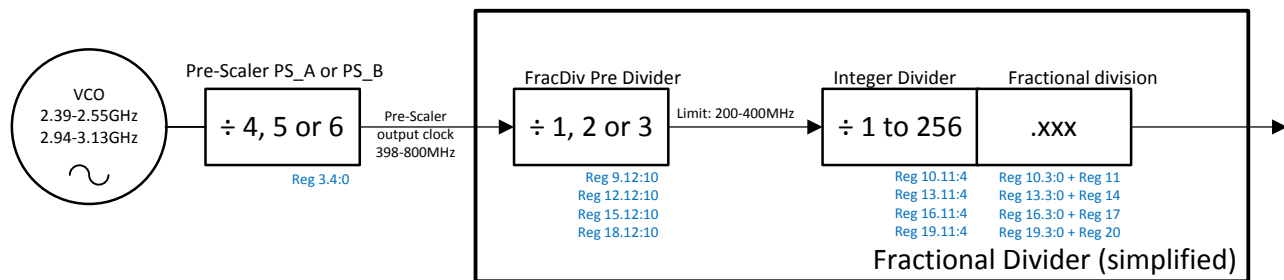 Pre-Scaler PS_A or PS_B
FracDiv Pre Divider
Integer Divider
Fractional division
VCO
2.39-2.55GHz
2.94-3.13GHz
÷ 4, 5 or 6
Pre-Scaler
output clock
398-800MHz
÷ 1, 2 or 3
Limit: 200-400MHz
÷ 1 to 256
.xxx
Reg 3.4:0
Reg 9.12:10
Reg 12.12:10
Reg 15.12:10
Reg 18.12:10
Reg 10.11:4
Reg 13.11:4
Reg 16.11:4
Reg 19.11:4
Reg 10.3:0 + Reg 11
Reg 13.3:0 + Reg 14
Reg 16.3:0 + Reg 17
Reg 19.3:0 + Reg 20
Fractional Divider (simplified)